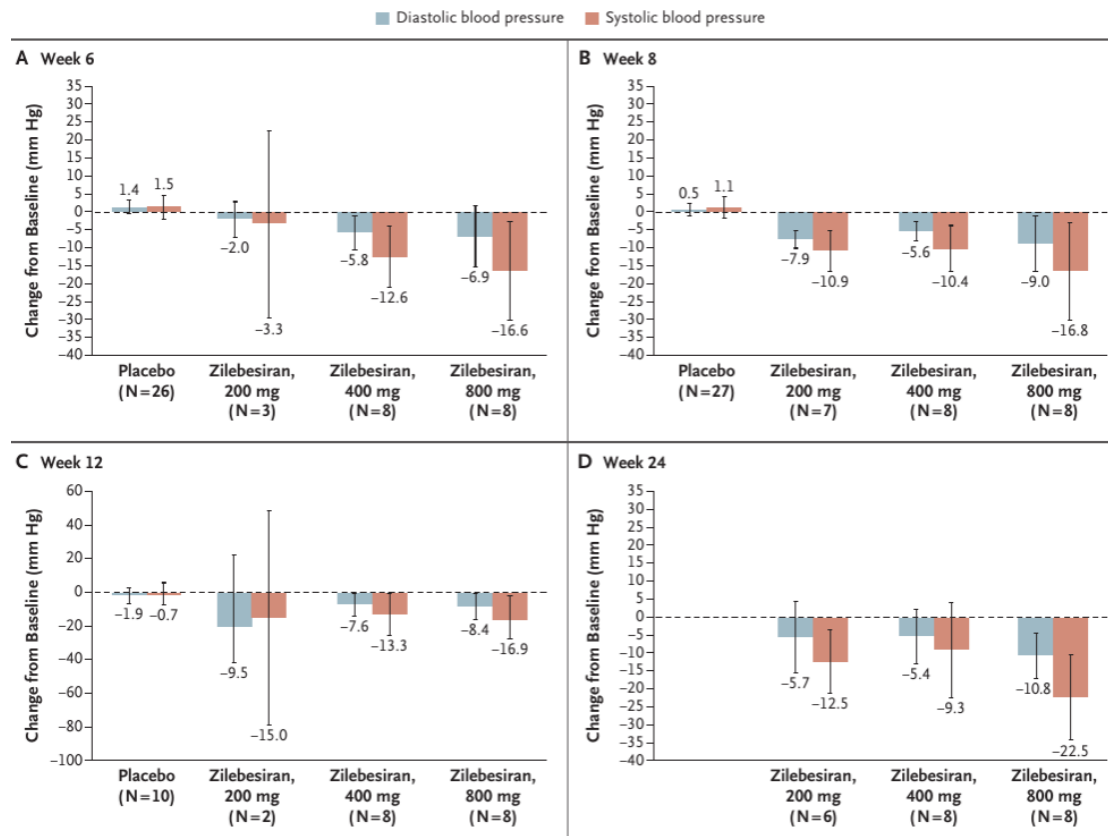 Diastolic blood pressure Systolic blood pressure
A Week 6
Change from Baseline (mm Hg)
35
30
25
20
15
10
5
0
−5
−10
−15
−20
−25
−30
−35
−40
1.4 1.5
−2.0
−3.3
−5.8
−12.6
−6.9
−16.6
Placebo
(N=26)
Zilebesiran,
200 mg
(N=3)
Zilebesiran,
400 mg
(N=8)
Zilebesiran,
800 mg
(N=8)
B Week 8
Change from Baseline (mm Hg)
35
30
25
20
15
10
5
0
−5
−10
−15
−20
−25
−30
−35
−40
0.5 1.1
−7.9
−10.9
−5.6
−10.4
−9.0
−16.8
Placebo
(N=27)
Zilebesiran,
200 mg
(N=7)
Zilebesiran,
400 mg
(N=8)
Zilebesiran,
800 mg
(N=8)
C Week 12
Change from Baseline (mm Hg)
60
40
20
0
−20
−40
−60
−80
−100
−1.9 −0.7
−9.5
−15.0
−7.6
−13.3
−8.4
−16.9
Placebo
(N=10)
Zilebesiran,
200 mg
(N=2)
Zilebesiran,
400 mg
(N=8)
Zilebesiran,
800 mg
(N=8)
D Week 24
Change from Baseline (mm Hg)
35
30
25
20
15
10
5
0
−5
−10
−15
−20
−25
−30
−35
−40
−5.7
−12.5
−5.4
−9.3
−10.8
−22.5
Zilebesiran,
200 mg
(N=6)
Zilebesiran,
400 mg
(N=8)
Zilebesiran,
800 mg
(N=8)